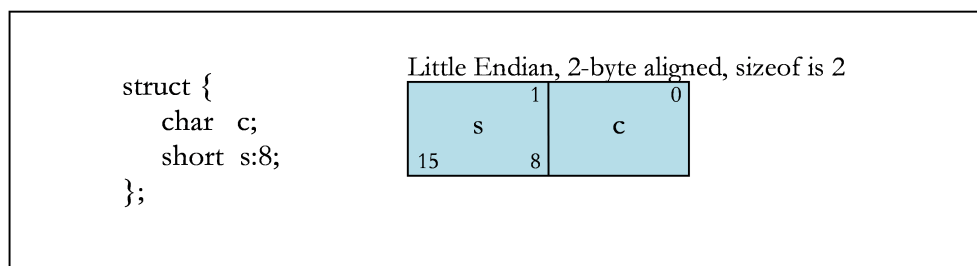 Little Endian, 2-byte aligned, sizeof is 2
struct {
char c;
short s:8;
};
1 0
s c
15 8